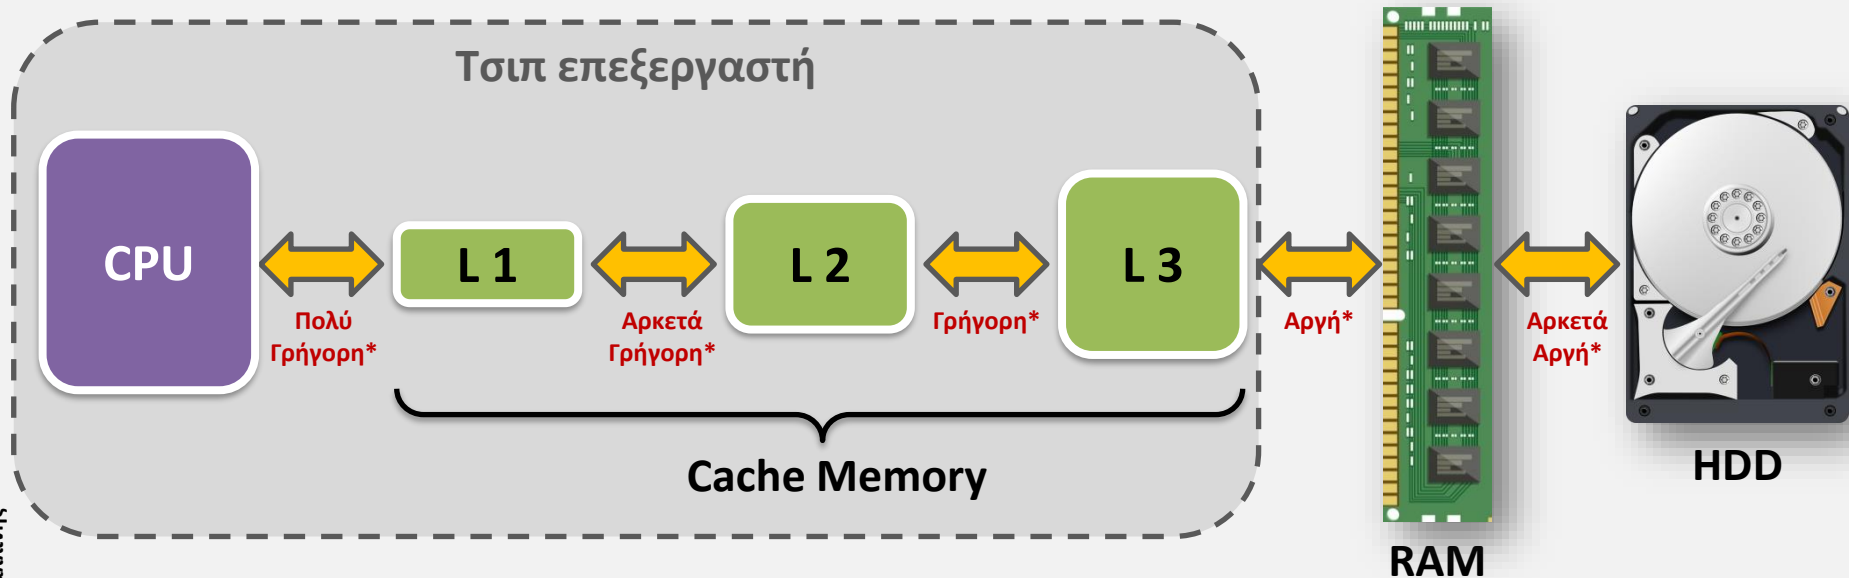 Τσιπ επεξεργαστή
CPU
L 1
L 2
L 3
Πολύ
Γρήγορη*
Αρκετά
Γρήγορη*
Γρήγορη*
Αργή*
Αρκετά
Αργή*
Cache Memory
RAM
HDD